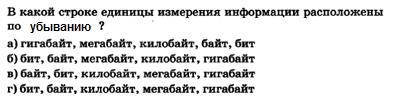 В какой строке единицы измерения информации расположены
по убыванию ?
а) гигабайт, мегабайт, килобайт, байт, бит
б) бит, байт, мегабайт, килобайт, гигабайт
в) байт, бит, килобайт, мегабайт, гигабайт
г) бит, байт, килобайт, мегабайт, гигабайт